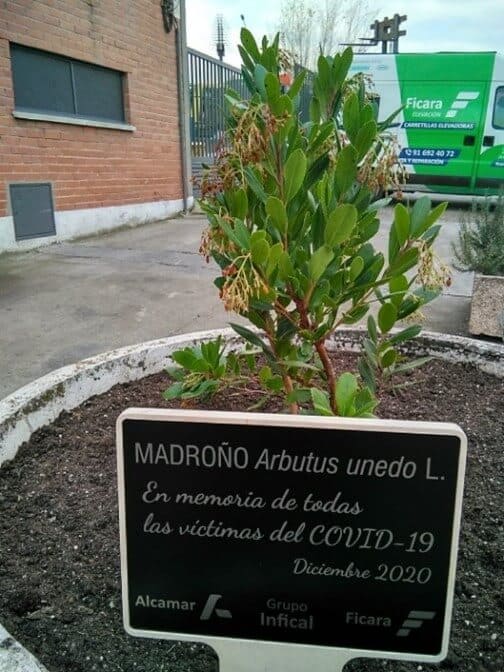 Ficara
ELEVACIÓN
CARRETILLAS ELEVADORAS
91 692 40 72
Y REPARACIÓN
MADROÑO Arbutus unedo L.
En memoria de todas
las víctimas del COVID-19
Diciembre 2020
Alcamar
Grupo
Infical
Ficara